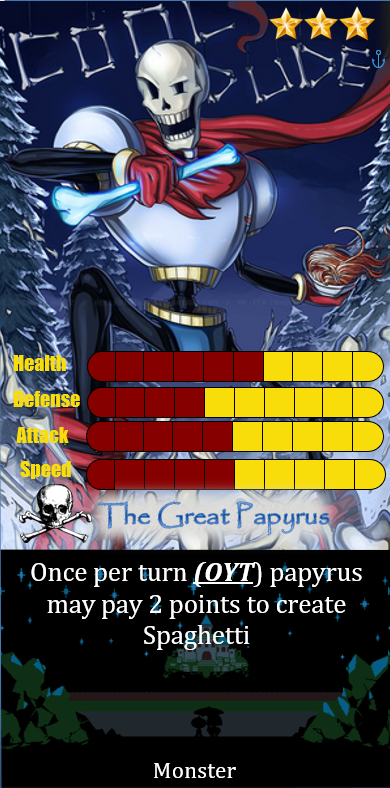 COOL
DUDE
Health
Defense
Attack
Speed
The Great Papyrus
Once per turn (OYT) papyrus
may pay 2 points to create
Spaghetti
Monster